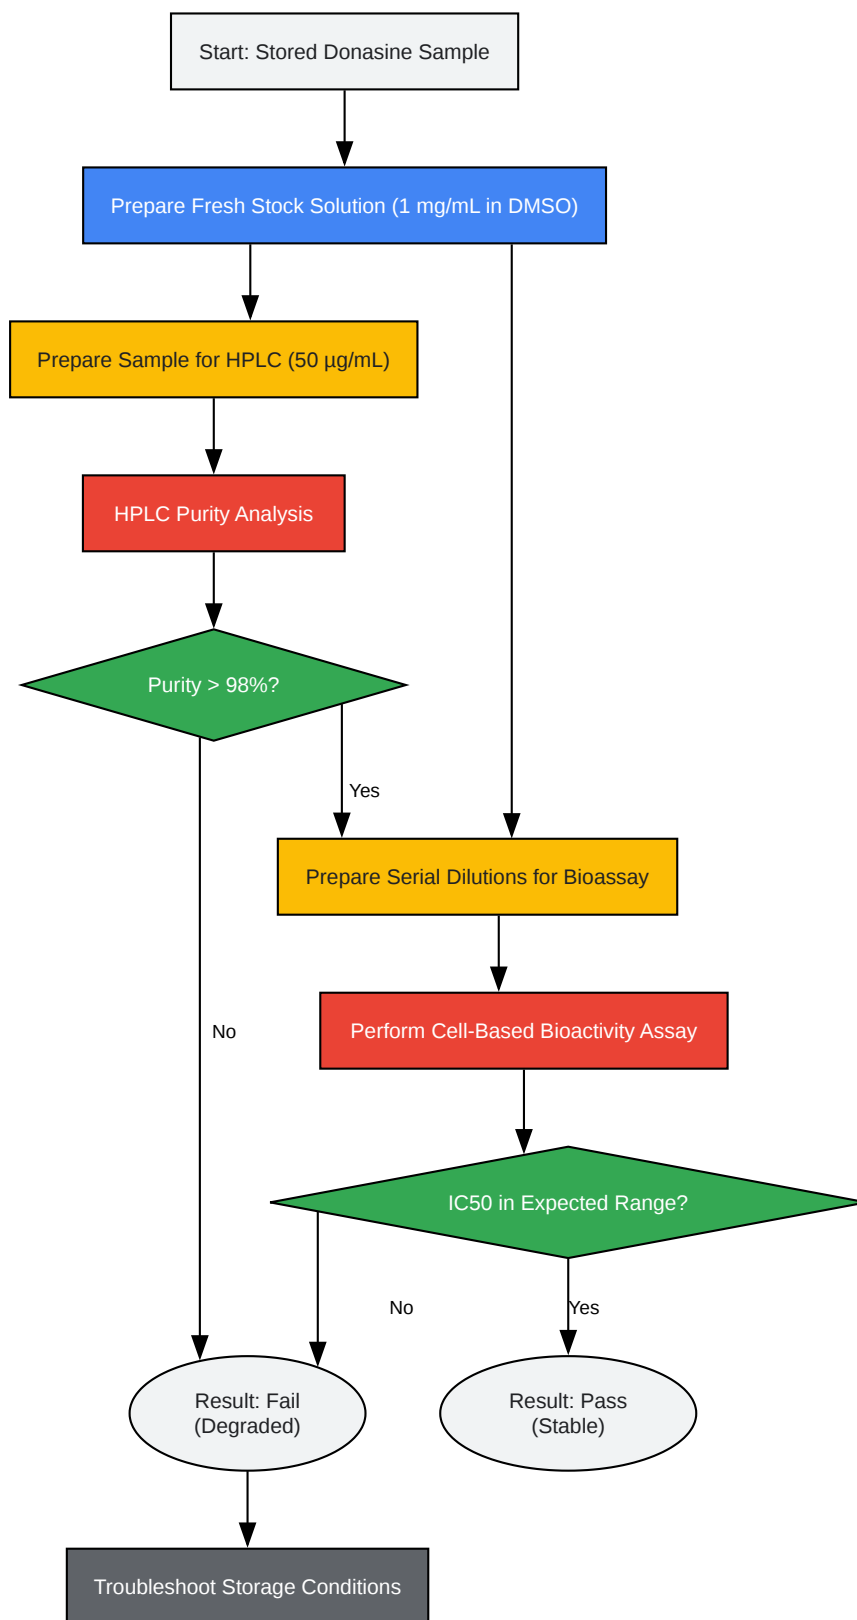 Start: Stored Donasine Sample
Prepare Fresh Stock Solution (1 mg/mL in DMSO)
Prepare Sample for HPLC (50 µg/mL)
HPLC Purity Analysis
Purity > 98%?
Yes
Prepare Serial Dilutions for Bioassay
No
Perform Cell-Based Bioactivity Assay
IC50 in Expected Range?
No
Yes
Result: Fail
(Degraded)
Result: Pass
(Stable)
Troubleshoot Storage Conditions